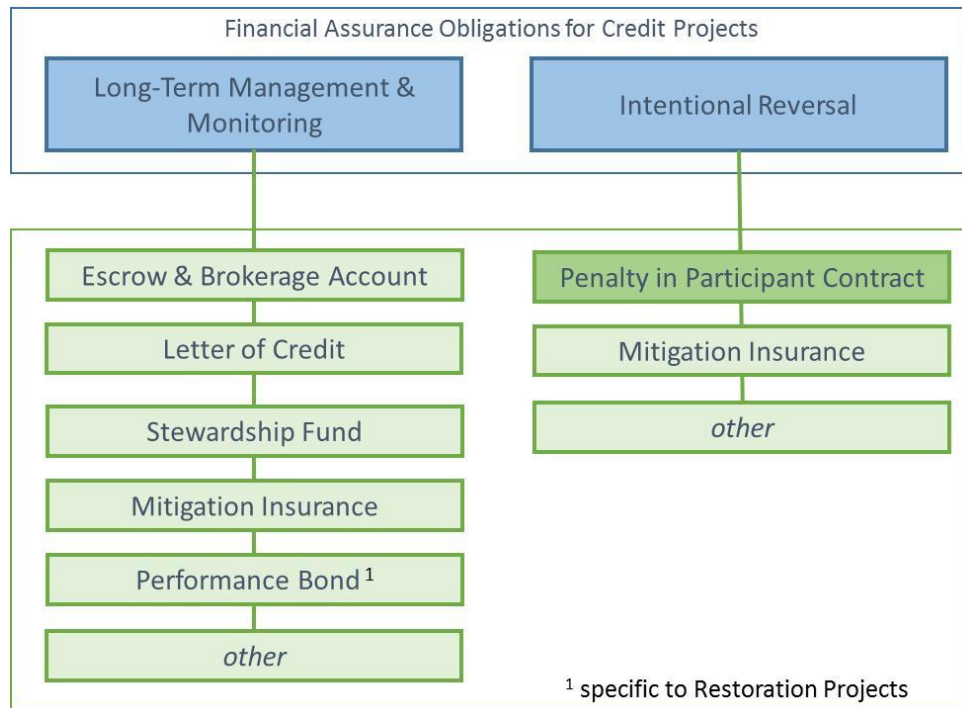 Financial Assurance Obligations for Credit Projects
Long-Term Management &
Monitoring
Intentional Reversal
Escrow & Brokerage Account
Letter of Credit
Stewardship Fund
Mitigation Insurance
Performance Bond ¹
other
Penalty in Participant Contract
Mitigation Insurance
other
¹ specific to Restoration Projects